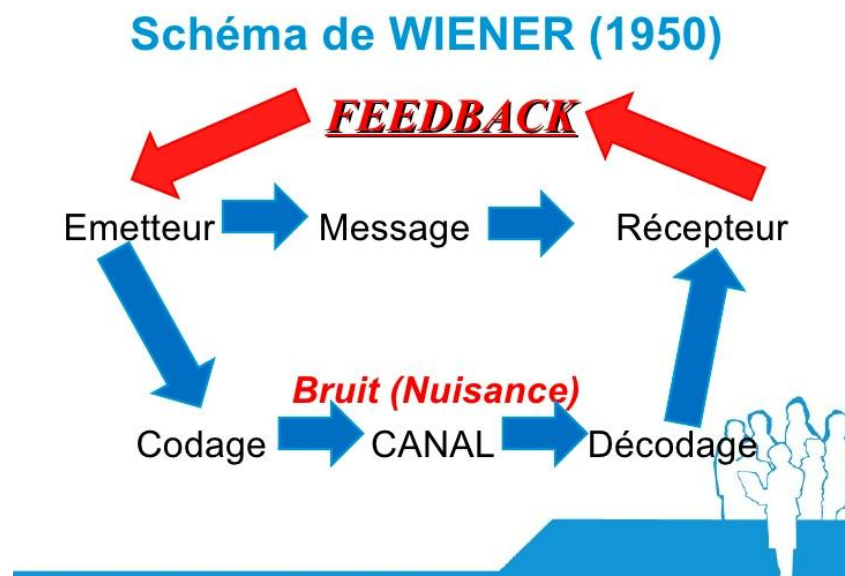 Schéma de WIENER (1950)
FEEDBACK
Emetteur Message Récepteur
Bruit (Nuisance)
Codage CANAL Décodage